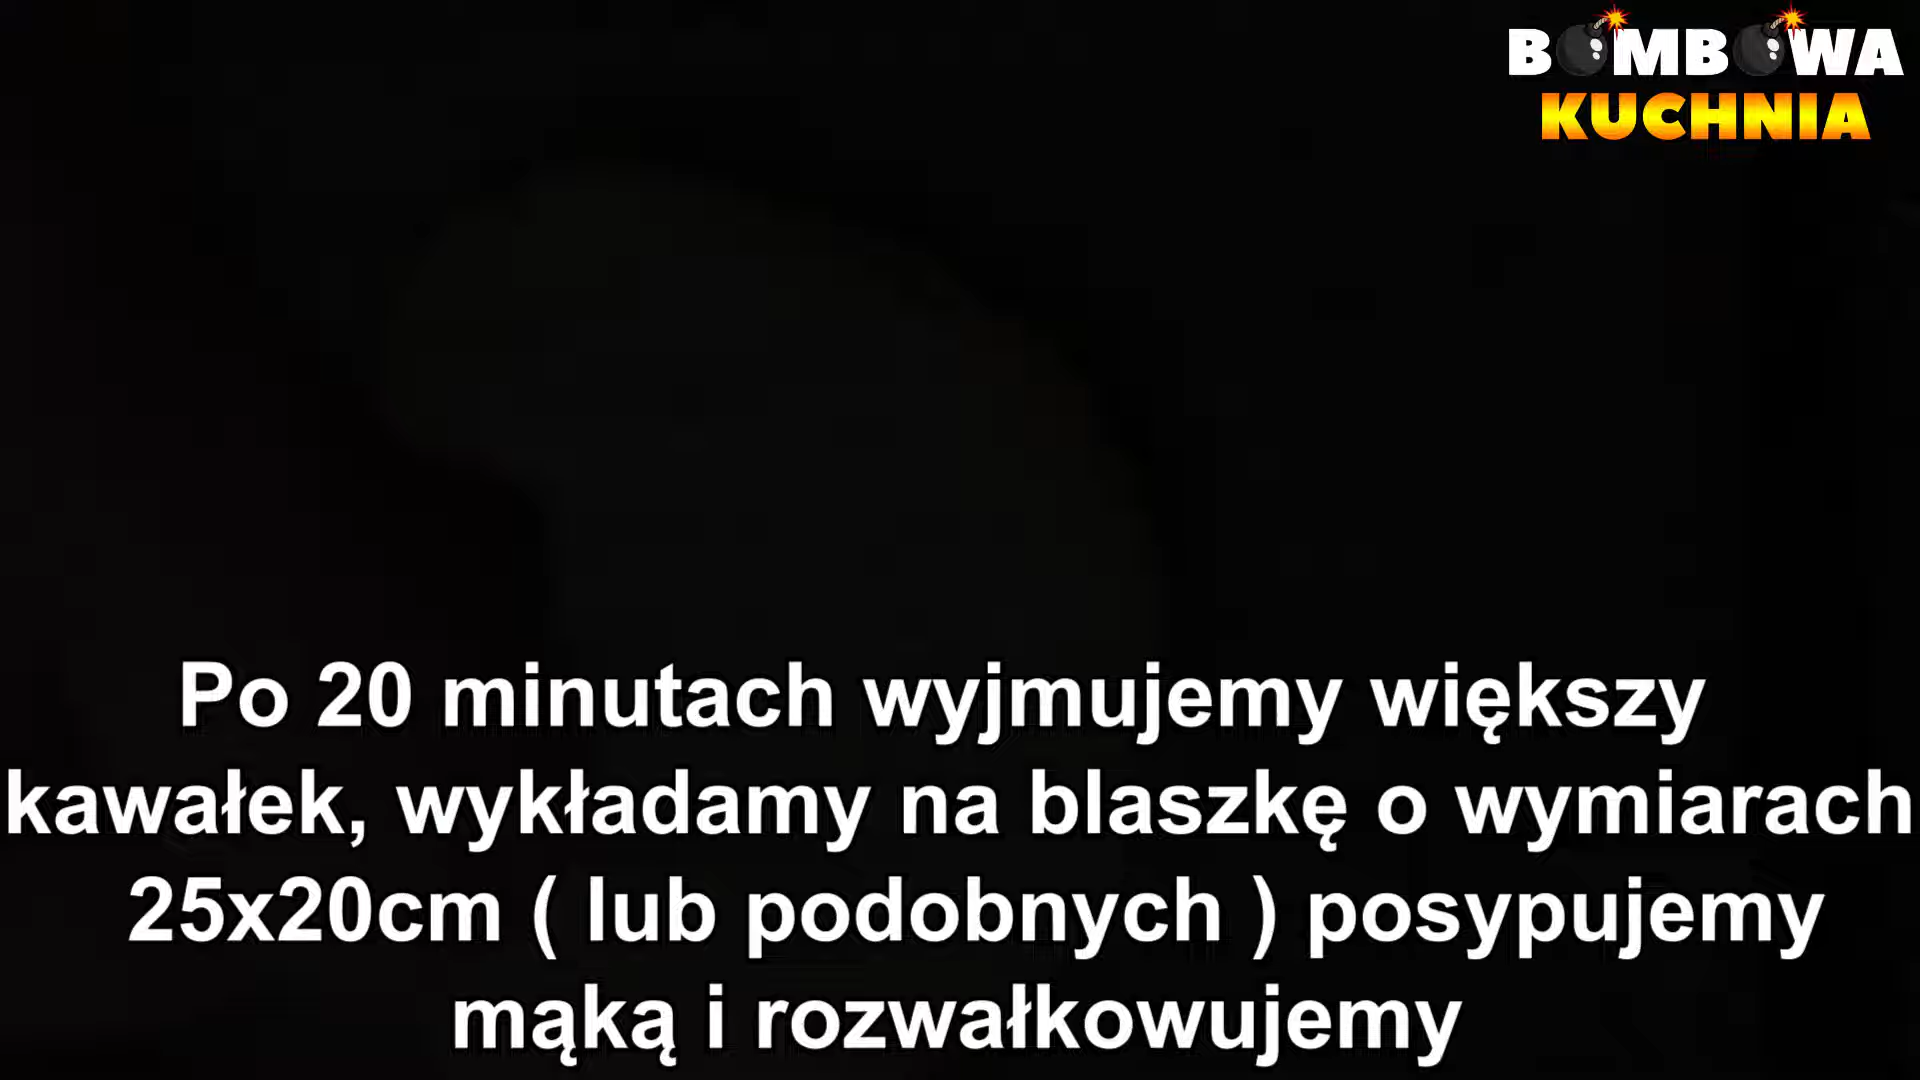 BOMBOWA
KUCHNIA
Po 20 minutach wyjmujemy większy
kawałek, wykładamy na blaszkę o wymiarach
25x20cm ( lub podobnych ) posypujemy
mąką i rozwałkowujemy